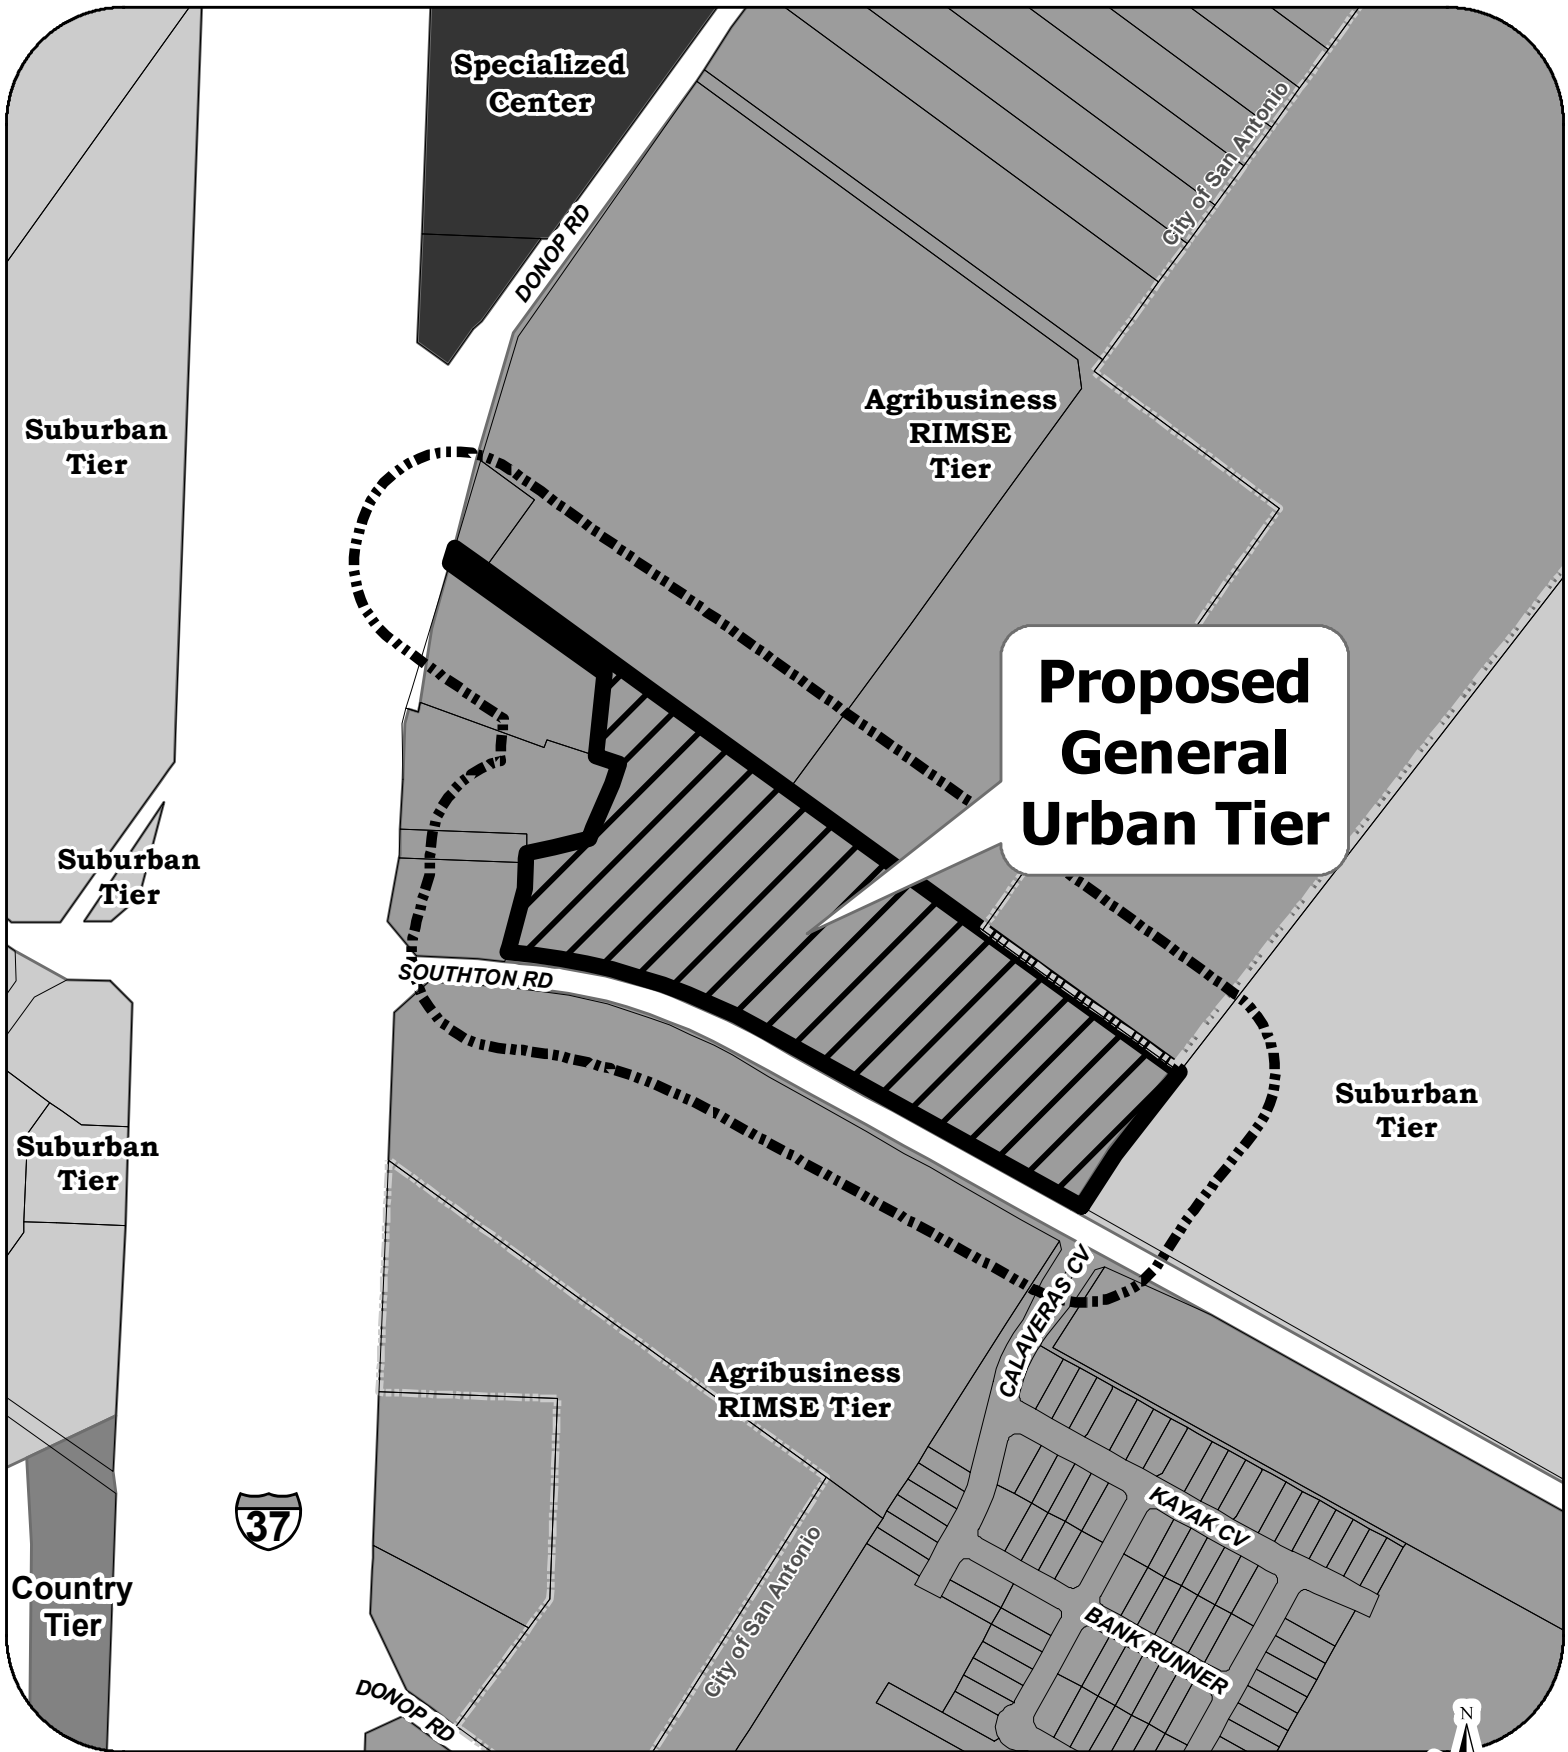 Specialized
Center
City of San Antonio
DONOP RD
Agribusiness
RIMSE
Tier
Suburban
Tier
Proposed
General
Urban Tier
Suburban
Tier
SOUTHTON RD
Suburban
Tier
Suburban
Tier
CALAVERAS CV
Agribusiness
RIMSE Tier
37
KAYAK CV
Country
Tier
City of San Antonio
BANK RUNNER
DONOP RD
N